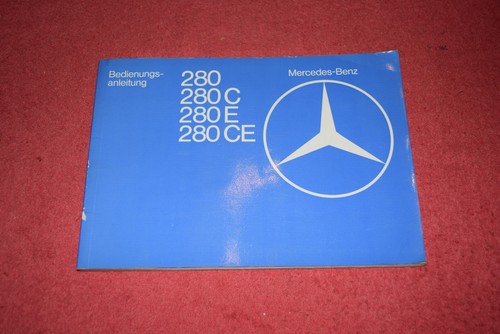 Bedienungs-
anleitung
280
280 C
280 E
280 CE
Mercedes-Benz